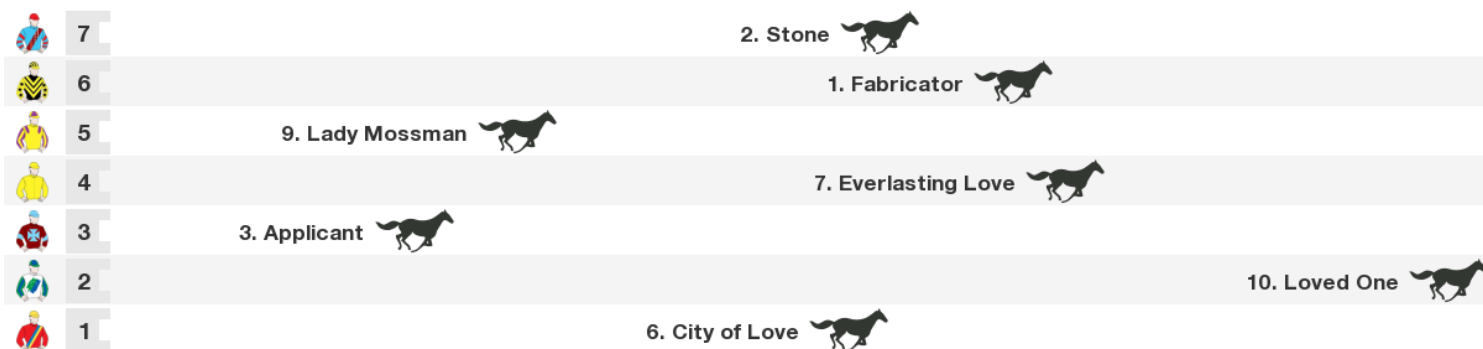 7 2. Stone
6 1. Fabricator
5 9. Lady Mossman
4 7. Everlasting Love
3 3. Applicant
2 10. Loved One
1 6. City of Love